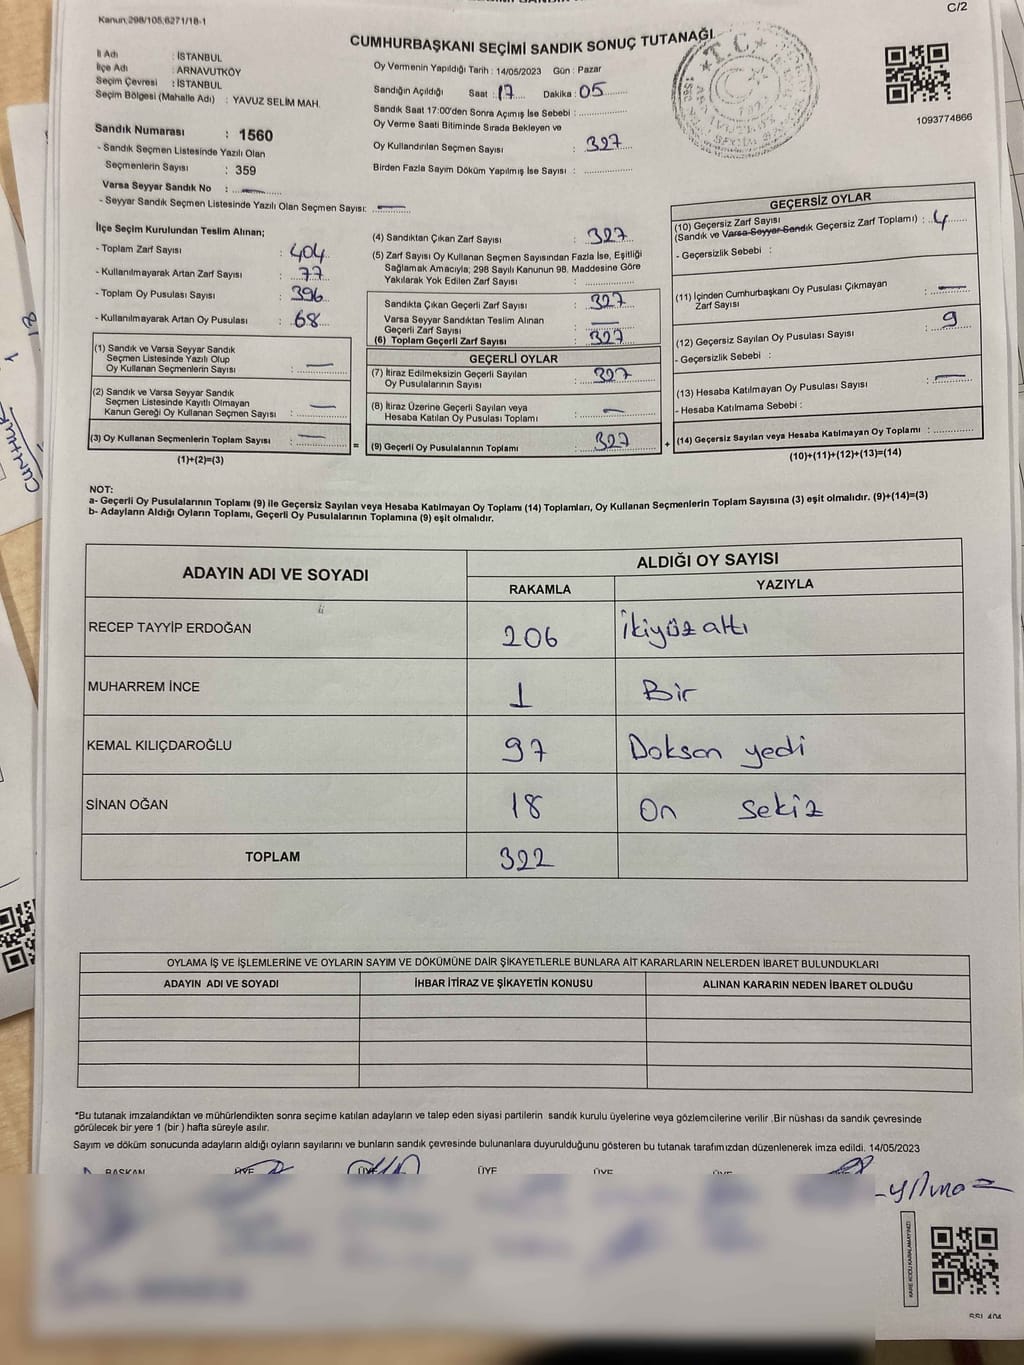 C/2
Kanun;298/105;6271/18-1
CUMHURBAŞKANI SEÇİMİ SANDIK SONUÇ TUTANAĞI
İl Adı : İSTANBUL
İlçe Adı : ARNAVUTKÖY
Seçim Çevresi : İSTANBUL
Seçim Bölgesi (Mahalle Adı) : YAVUZ SELİM MAH.
Sandık Numarası : 1560
- Sandık Seçmen Listesinde Yazılı Olan
Seçmenlerin Sayısı : 359
Varsa Seyyar Sandık No : —
- Seyyar Sandık Seçmen Listesinde Yazılı Olan Seçmen Sayısı: —
Oy Vermenin Yapıldığı Tarih : 14/05/2023 Gün : Pazar
Sandığın Açıldığı Saat : 17 Dakika : 05
Sandık Saat 17:00'den Sonra Açımış İse Sebebi :
Oy Verme Saati Bitiminde Sırada Bekleyen ve
Oy Kullandırılan Seçmen Sayısı : 327
Birden Fazla Sayım Döküm Yapılmış İse Sayısı :
T.C.
1093774866
İlçe Seçim Kurulundan Teslim Alınan;
- Toplam Zarf Sayısı : 404
- Kullanılmayarak Artan Zarf Sayısı : 77
- Toplam Oy Pusulası Sayısı : 396
- Kullanılmayarak Artan Oy Pusulası : 68
(1) Sandık ve Varsa Seyyar Sandık
Seçmen Listesinde Yazılı Olup
Oy Kullanan Seçmenlerin Sayısı : —
(2) Sandık ve Varsa Seyyar Sandık
Seçmen Listesinde Kayıtlı Olmayan
Kanun Gereği Oy Kullanan Seçmen Sayısı : —
(3) Oy Kullanan Seçmenlerin Toplam Sayısı : —
(1)+(2)=(3)
(4) Sandıktan Çıkan Zarf Sayısı : 327
(5) Zarf Sayısı Oy Kullanan Seçmen Sayısından Fazla İse, Eşitliği
Sağlamak Amacıyla; 298 Sayılı Kanunun 98. Maddesine Göre
Yakılarak Yok Edilen Zarf Sayısı :
Sandıkta Çıkan Geçerli Zarf Sayısı : 327
Varsa Seyyar Sandıktan Teslim Alınan
Geçerli Zarf Sayısı : —
(6) Toplam Geçerli Zarf Sayısı : 327
GEÇERLİ OYLAR
(7) İtiraz Edilmeksizin Geçerli Sayılan
Oy Pusulalarının Sayısı : 327
(8) İtiraz Üzerine Geçerli Sayılan veya
Hesaba Katılan Oy Pusulası Toplamı : —
= (9) Geçerli Oy Pusulalarının Toplamı : 327 +
GEÇERSİZ OYLAR
(10) Geçersiz Zarf Sayısı
(Sandık ve Varsa Seyyar Sandık Geçersiz Zarf Toplamı) : 4
- Geçersizlik Sebebi :
(11) İçinden Cumhurbaşkanı Oy Pusulası Çıkmayan
Zarf Sayısı : —
(12) Geçersiz Sayılan Oy Pusulası Sayısı : 9
- Geçersizlik Sebebi :
(13) Hesaba Katılmayan Oy Pusulası Sayısı : —
- Hesaba Katılmama Sebebi :
(14) Geçersiz Sayılan veya Hesaba Katılmayan Oy Toplamı :
(10)+(11)+(12)+(13)=(14)
NOT:
a- Geçerli Oy Pusulalarının Toplamı (9) ile Geçersiz Sayılan veya Hesaba Katılmayan Oy Toplamı (14) Toplamları, Oy Kullanan Seçmenlerin Toplam Sayısına (3) eşit olmalıdır. (9)+(14)=(3)
b- Adayların Aldığı Oyların Toplamı, Geçerli Oy Pusulalarının Toplamına (9) eşit olmalıdır.
ADAYIN ADI VE SOYADI ALDIĞI OY SAYISI
RAKAMLA YAZIYLA
RECEP TAYYİP ERDOĞAN 206 İkiyüz altı
MUHARREM İNCE 1 Bir
KEMAL KILIÇDAROĞLU 97 Doksan yedi
SİNAN OĞAN 18 On Sekiz
TOPLAM 322
OYLAMA İŞ VE İŞLEMLERİNE VE OYLARIN SAYIM VE DÖKÜMÜNE DAİR ŞİKAYETLERLE BUNLARA AİT KARARLARIN NELERDEN İBARET BULUNDUKLARI
ADAYIN ADI VE SOYADI İHBAR İTİRAZ VE ŞİKAYETİN KONUSU ALINAN KARARIN NEDEN İBARET OLDUĞU
*Bu tutanak imzalandıktan ve mühürlendikten sonra seçime katılan adayların ve talep eden siyasi partilerin sandık kurulu üyelerine veya gözlemcilerine verilir .Bir nüshası da sandık çevresinde
görülecek bir yere 1 (bir ) hafta süreyle asılır.
Sayım ve döküm sonucunda adayların aldığı oyların sayılarını ve bunların sandık çevresinde bulunanlara duyurulduğunu gösteren bu tutanak tarafımızdan düzenlenerek imza edildi. 14/05/2023
BAŞKAN ÜYE ÜYE ÜYE ÜYE ÜYE
Yılmaz
KARE KODU KARALAMAYINIZ!
CUMHUR